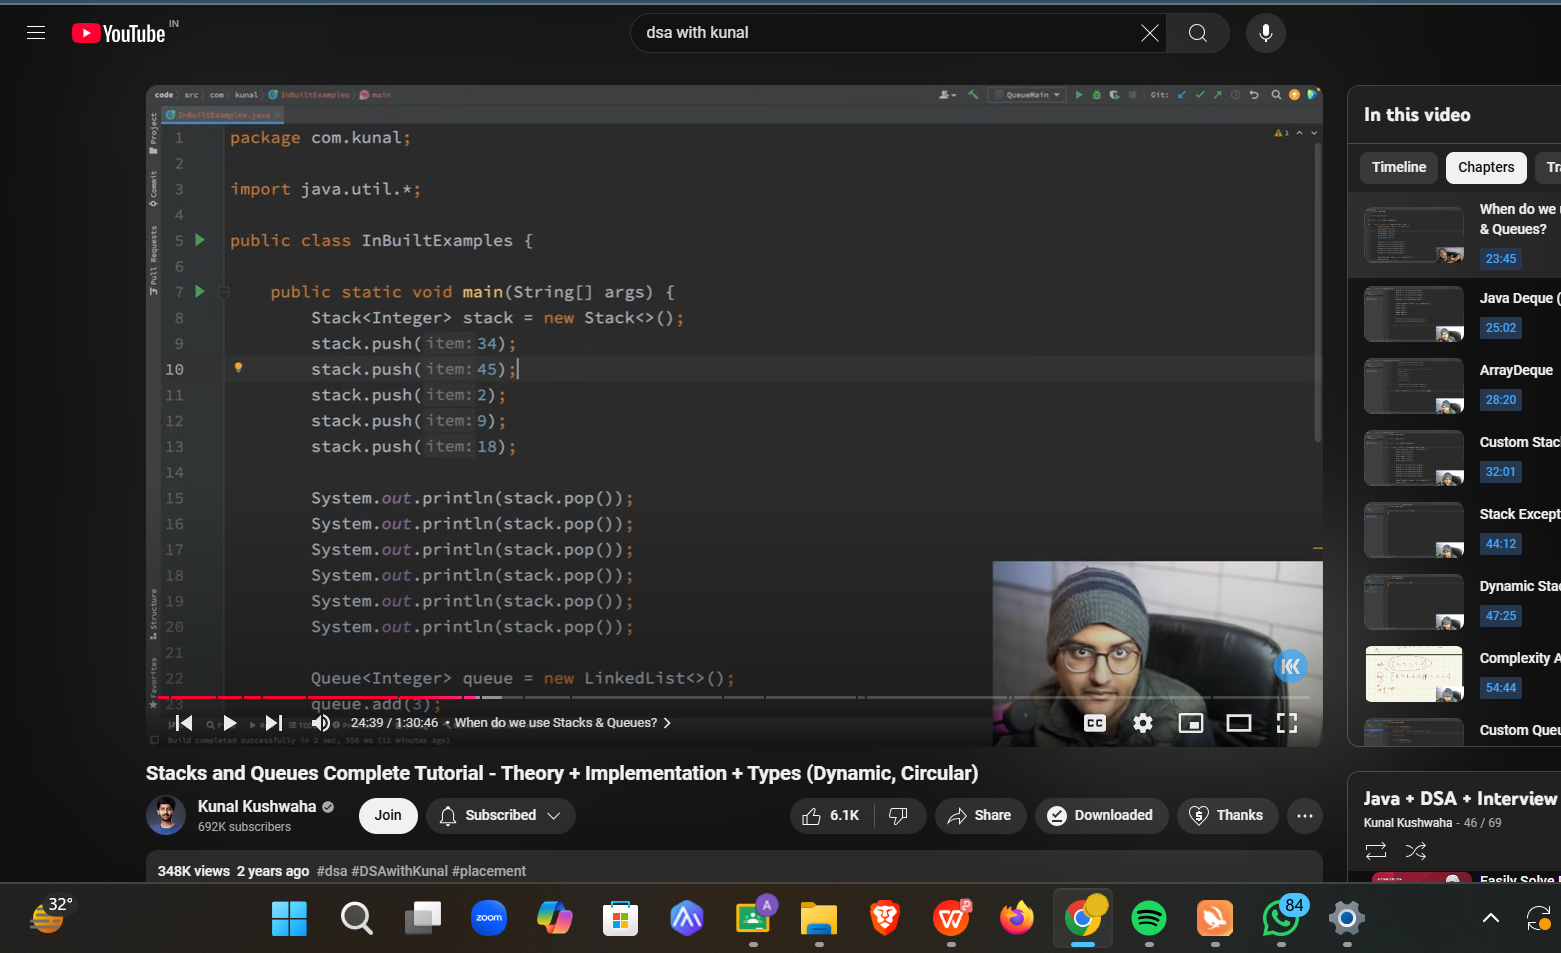 YouTube IN
dsa with kunal
code src com kunal InBuiltExamples main
QueueMain Git:
InBuiltExamples.java
Project
Commit
Pull Requests
Structure
Favorites
1 package com.kunal;
2
3 import java.util.*;
4
5 public class InBuiltExamples {
6
7 public static void main(String[] args) {
8 Stack<Integer> stack = new Stack<>();
9 stack.push( item: 34);
10 stack.push( item: 45);
11 stack.push( item: 2);
12 stack.push( item: 9);
13 stack.push( item: 18);
14
15 System.out.println(stack.pop());
16 System.out.println(stack.pop());
17 System.out.println(stack.pop());
18 System.out.println(stack.pop());
19 System.out.println(stack.pop());
20 System.out.println(stack.pop());
21
22 Queue<Integer> queue = new LinkedList<>();
23 queue.add(3);
1
24:39 / 1:30:46 • When do we use Stacks & Queues?
CC
Build completed successfully in 2 sec, 556 ms (11 minutes ago)
Stacks and Queues Complete Tutorial - Theory + Implementation + Types (Dynamic, Circular)
Kunal Kushwaha
692K subscribers
Join
Subscribed
6.1K
Share
Downloaded
Thanks
348K views 2 years ago #dsa #DSAwithKunal #placement
In this video
Timeline
Chapters
Tra
When do we
& Queues?
23:45
Java Deque (
25:02
ArrayDeque
28:20
Custom Stac
32:01
Stack Except
44:12
Dynamic Stac
47:25
Complexity A
54:44
Custom Queu
Java + DSA + Interview
Kunal Kushwaha - 46 / 69
Easily Solve
32°
zoom
A
84